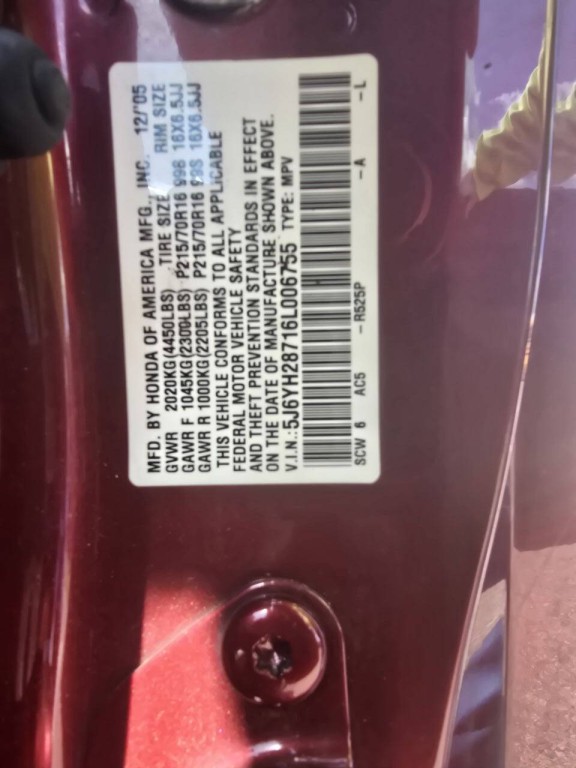 MFD. BY HONDA OF AMERICA MFG., INC. 12/'05
GVWR 2020KG(4450LBS) TIRE SIZE RIM SIZE
GAWR F 1045KG(2300LBS) P215/70R16 99S 16X6.5JJ
GAWR R 1000KG(2205LBS) P215/70R16 99S 16X6.5JJ
THIS VEHICLE CONFORMS TO ALL APPLICABLE
FEDERAL MOTOR VEHICLE SAFETY
AND THEFT PREVENTION STANDARDS IN EFFECT
ON THE DATE OF MANUFACTURE SHOWN ABOVE.
V.I.N.:5J6YH28716L006755 TYPE: MPV
SCW 6 AC5 -R525P -A -L